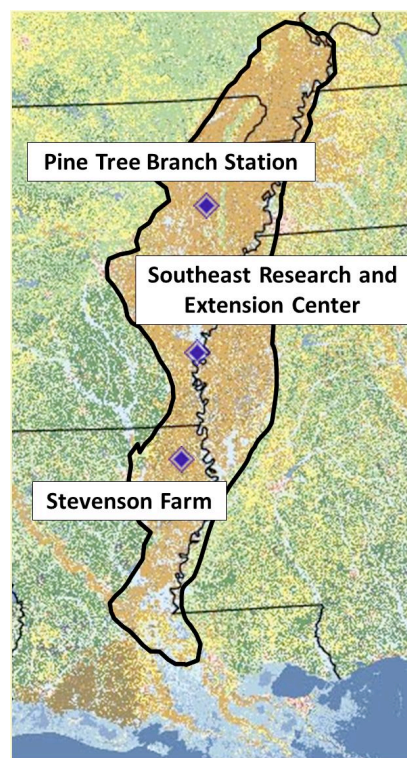 Pine Tree Branch Station
Southeast Research and
Extension Center
Stevenson Farm